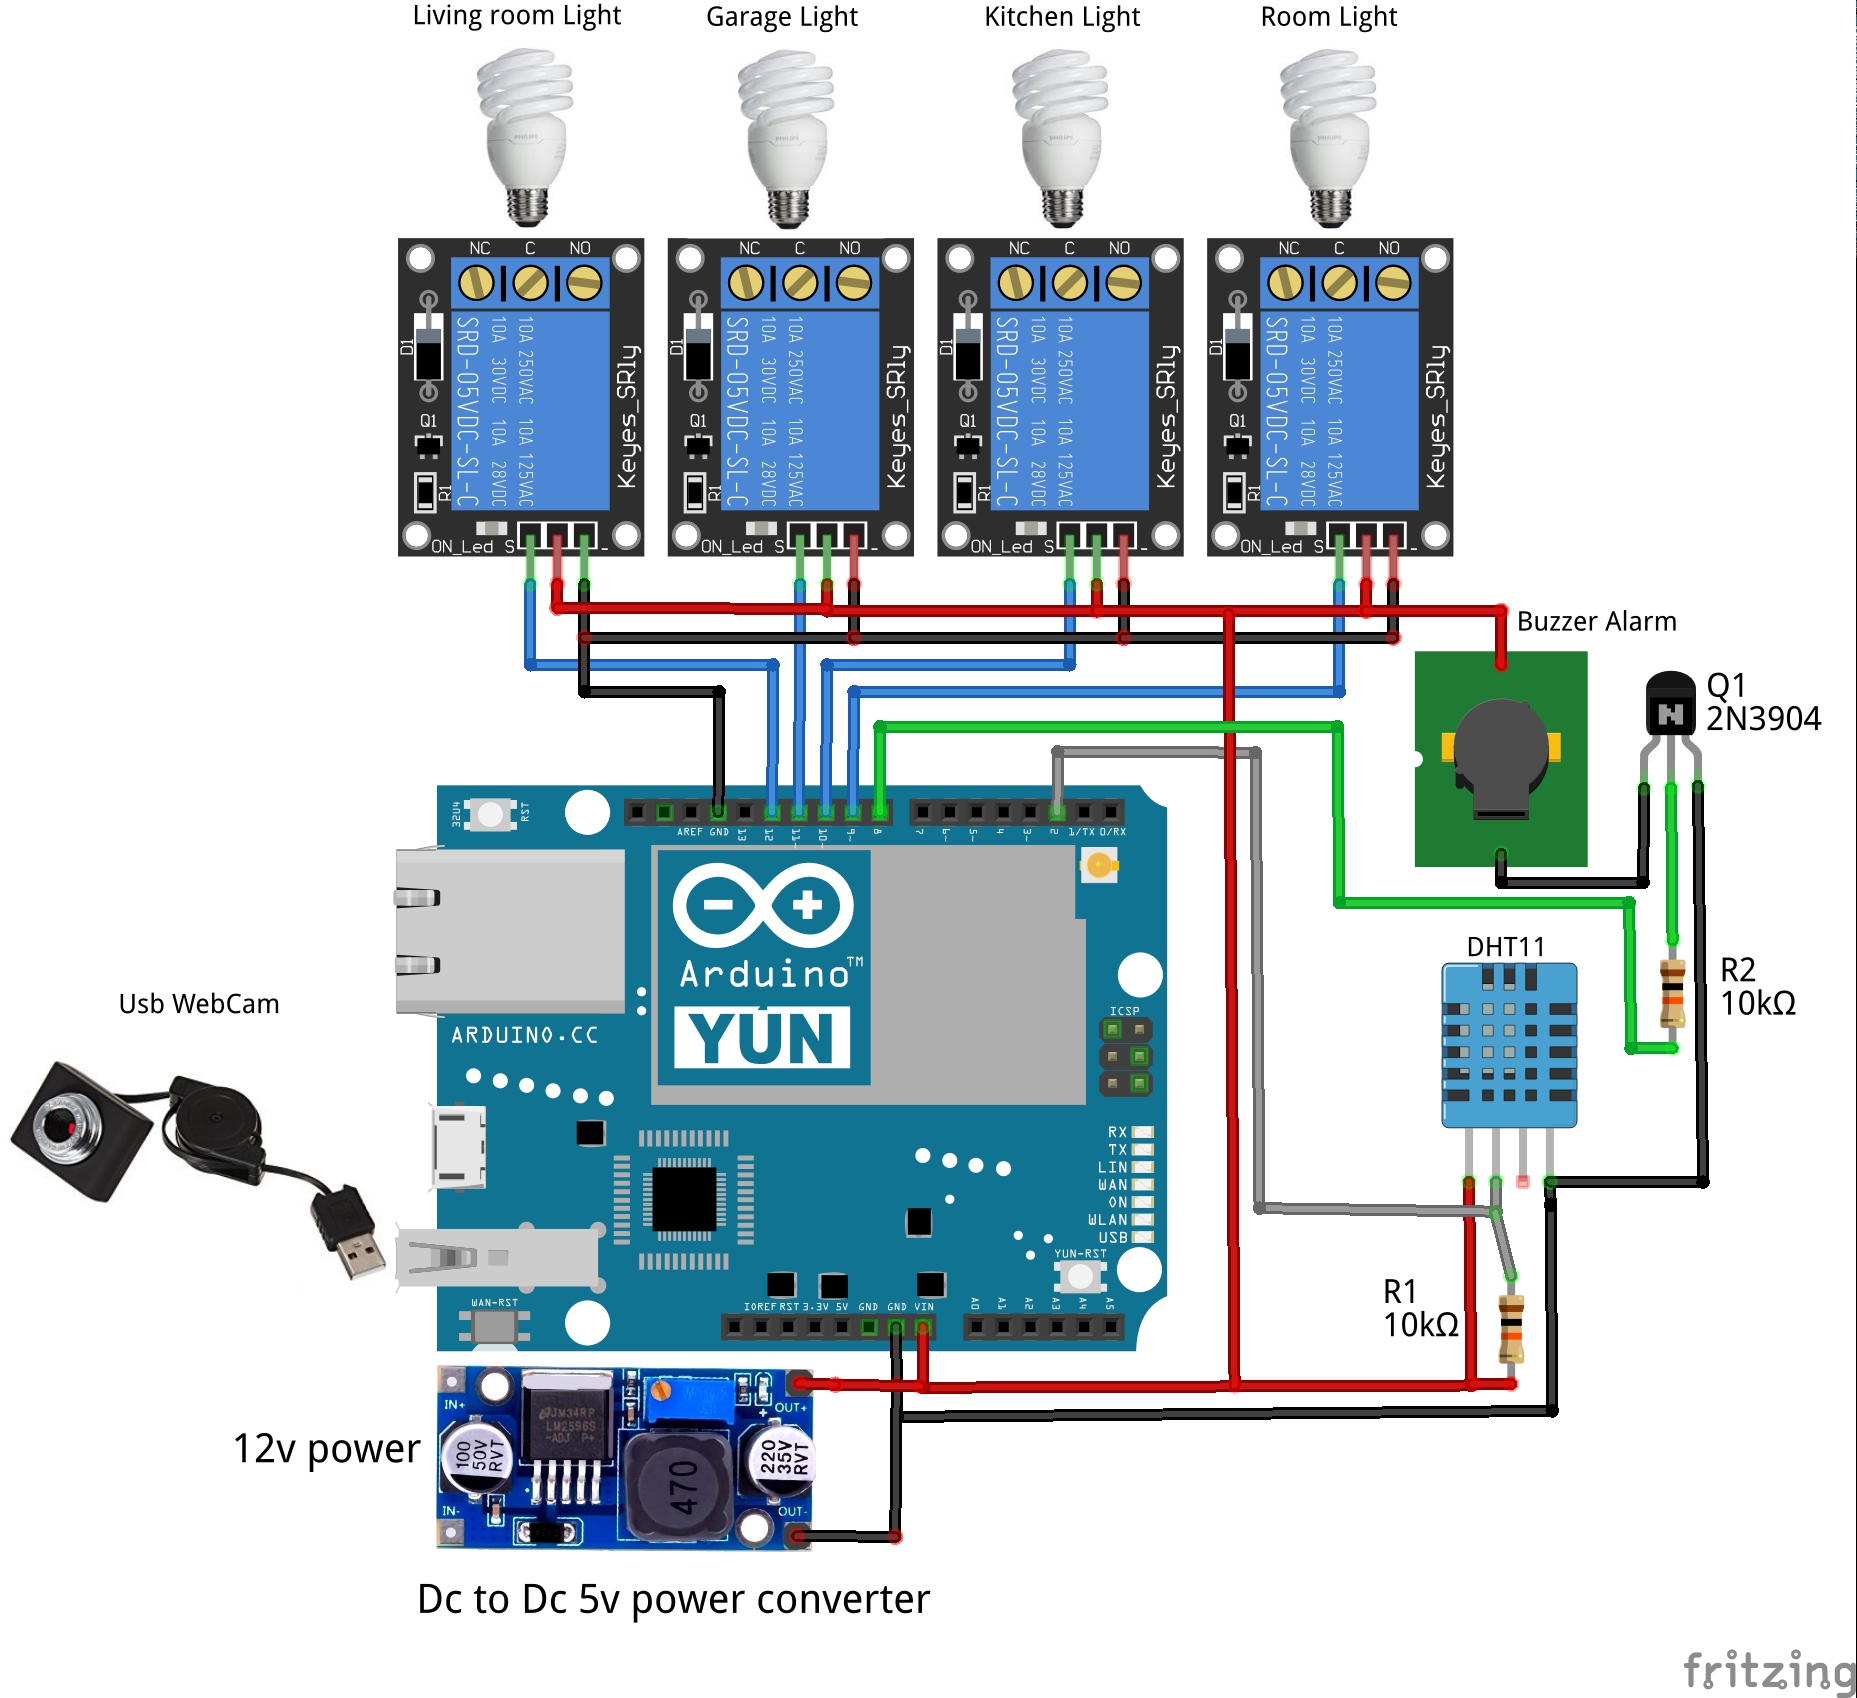 Living room Light
Garage Light
Kitchen Light
Room Light
NC C NO
NC C NO
NC C NO
NC C NO
D1
SRD-05VDC-SL-C
10A 30VDC 10A 28VDC
10A 250VAC 10A 125VAC
Keyes_SRly
Q1
R1
ON_Led S -
D1
SRD-05VDC-SL-C
10A 30VDC 10A 28VDC
10A 250VAC 10A 125VAC
Keyes_SRly
Q1
R1
ON_Led S -
D1
SRD-05VDC-SL-C
10A 30VDC 10A 28VDC
10A 250VAC 10A 125VAC
Keyes_SRly
Q1
R1
ON_Led S -
D1
SRD-05VDC-SL-C
10A 30VDC 10A 28VDC
10A 250VAC 10A 125VAC
Keyes_SRly
Q1
R1
ON_Led S -
Buzzer Alarm
Q1
2N3904
N
32U4
RST
AREF GND 13 12 11~ 10~ 9~ 8 7 6~ 5~ 4 3~ 2 1/TX 0/RX
Arduino™
YÚN
ARDUINO.CC
ICSP
DHT11
R2
10kΩ
Usb WebCam
RX
TX
LIN
WAN
ON
WLAN
USB
YUN-RST
WAN-RST
IOREF RST 3.3V 5V GND GND VIN A0 A1 A2 A3 A4 A5
R1
10kΩ
IN+
JM34RP
LM2596S
-ADJ P+
OUT+
100
50V
RVT
470
220
35V
RVT
IN-
OUT-
12v power
Dc to Dc 5v power converter
fritzing